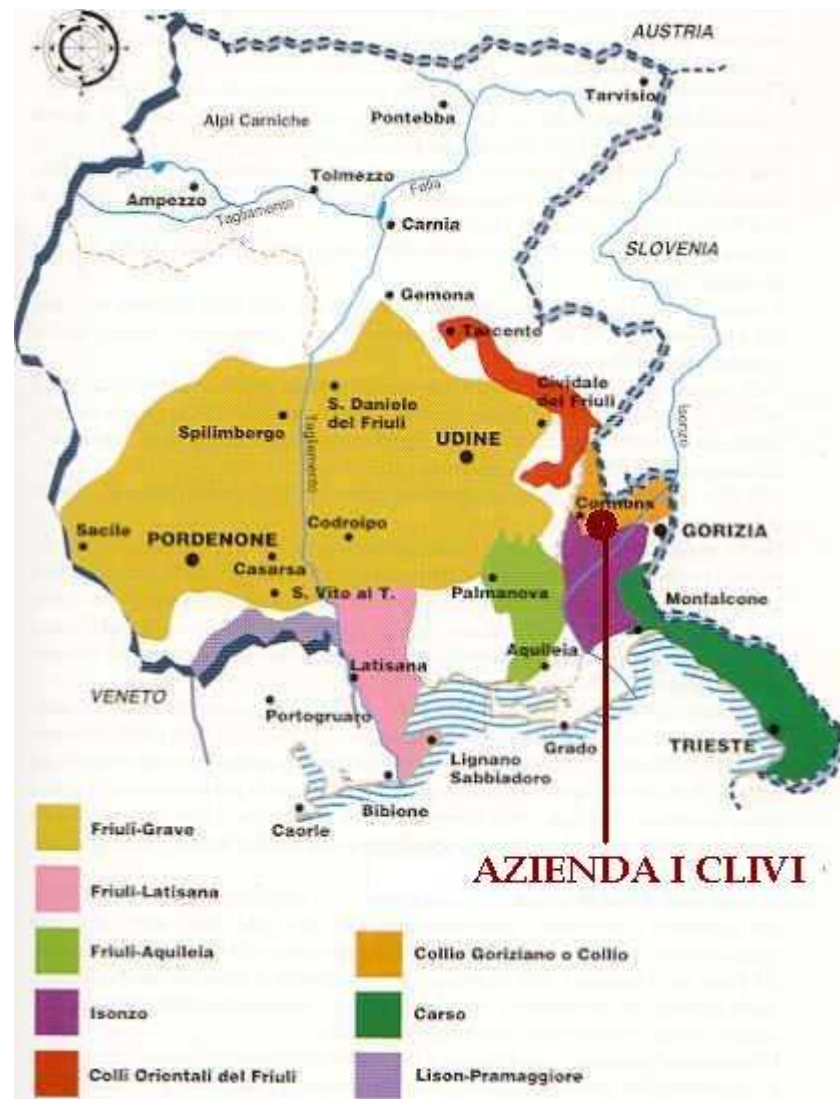 AUSTRIA
Tarvisio
Pontebba
Alpi Carniche
Tolmezzo
Fella
Ampezzo
Tagliamento
Carnia
SLOVENIA
Gemona
Tarcento
Cividale
del Friuli
S. Daniele
del Friuli
Spilimbergo
Tagliamento
UDINE
Isonzo
Cormons
Sacile
PORDENONE
Codroipo
GORIZIA
Casarsa
S. Vito al T.
Palmanova
Monfalcone
Latisana
Aquileia
VENETO
Portogruaro
Grado
TRIESTE
Lignano
Sabbiadoro
Bibione
Caorle
AZIENDA I CLIVI
Friuli-Grave
Friuli-Latisana
Friuli-Aquileia
Isonzo
Colli Orientali del Friuli
Collio Goriziano o Collio
Carso
Lison-Pramaggiore